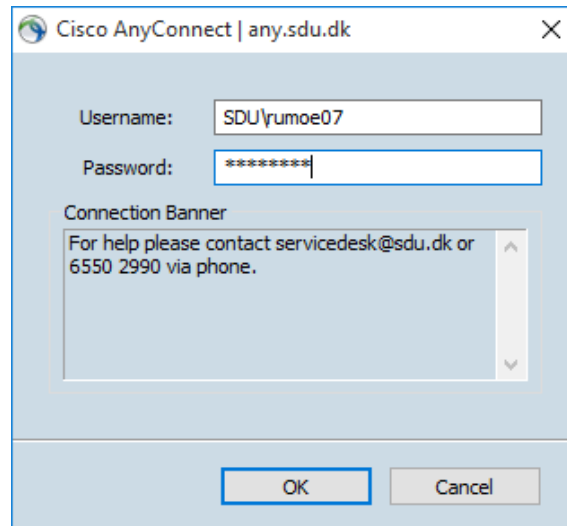 Cisco AnyConnect | any.sdu.dk
Username: SDU\rumoe07
Password: ********
Connection Banner
For help please contact servicedesk@sdu.dk or
6550 2990 via phone.
OK Cancel